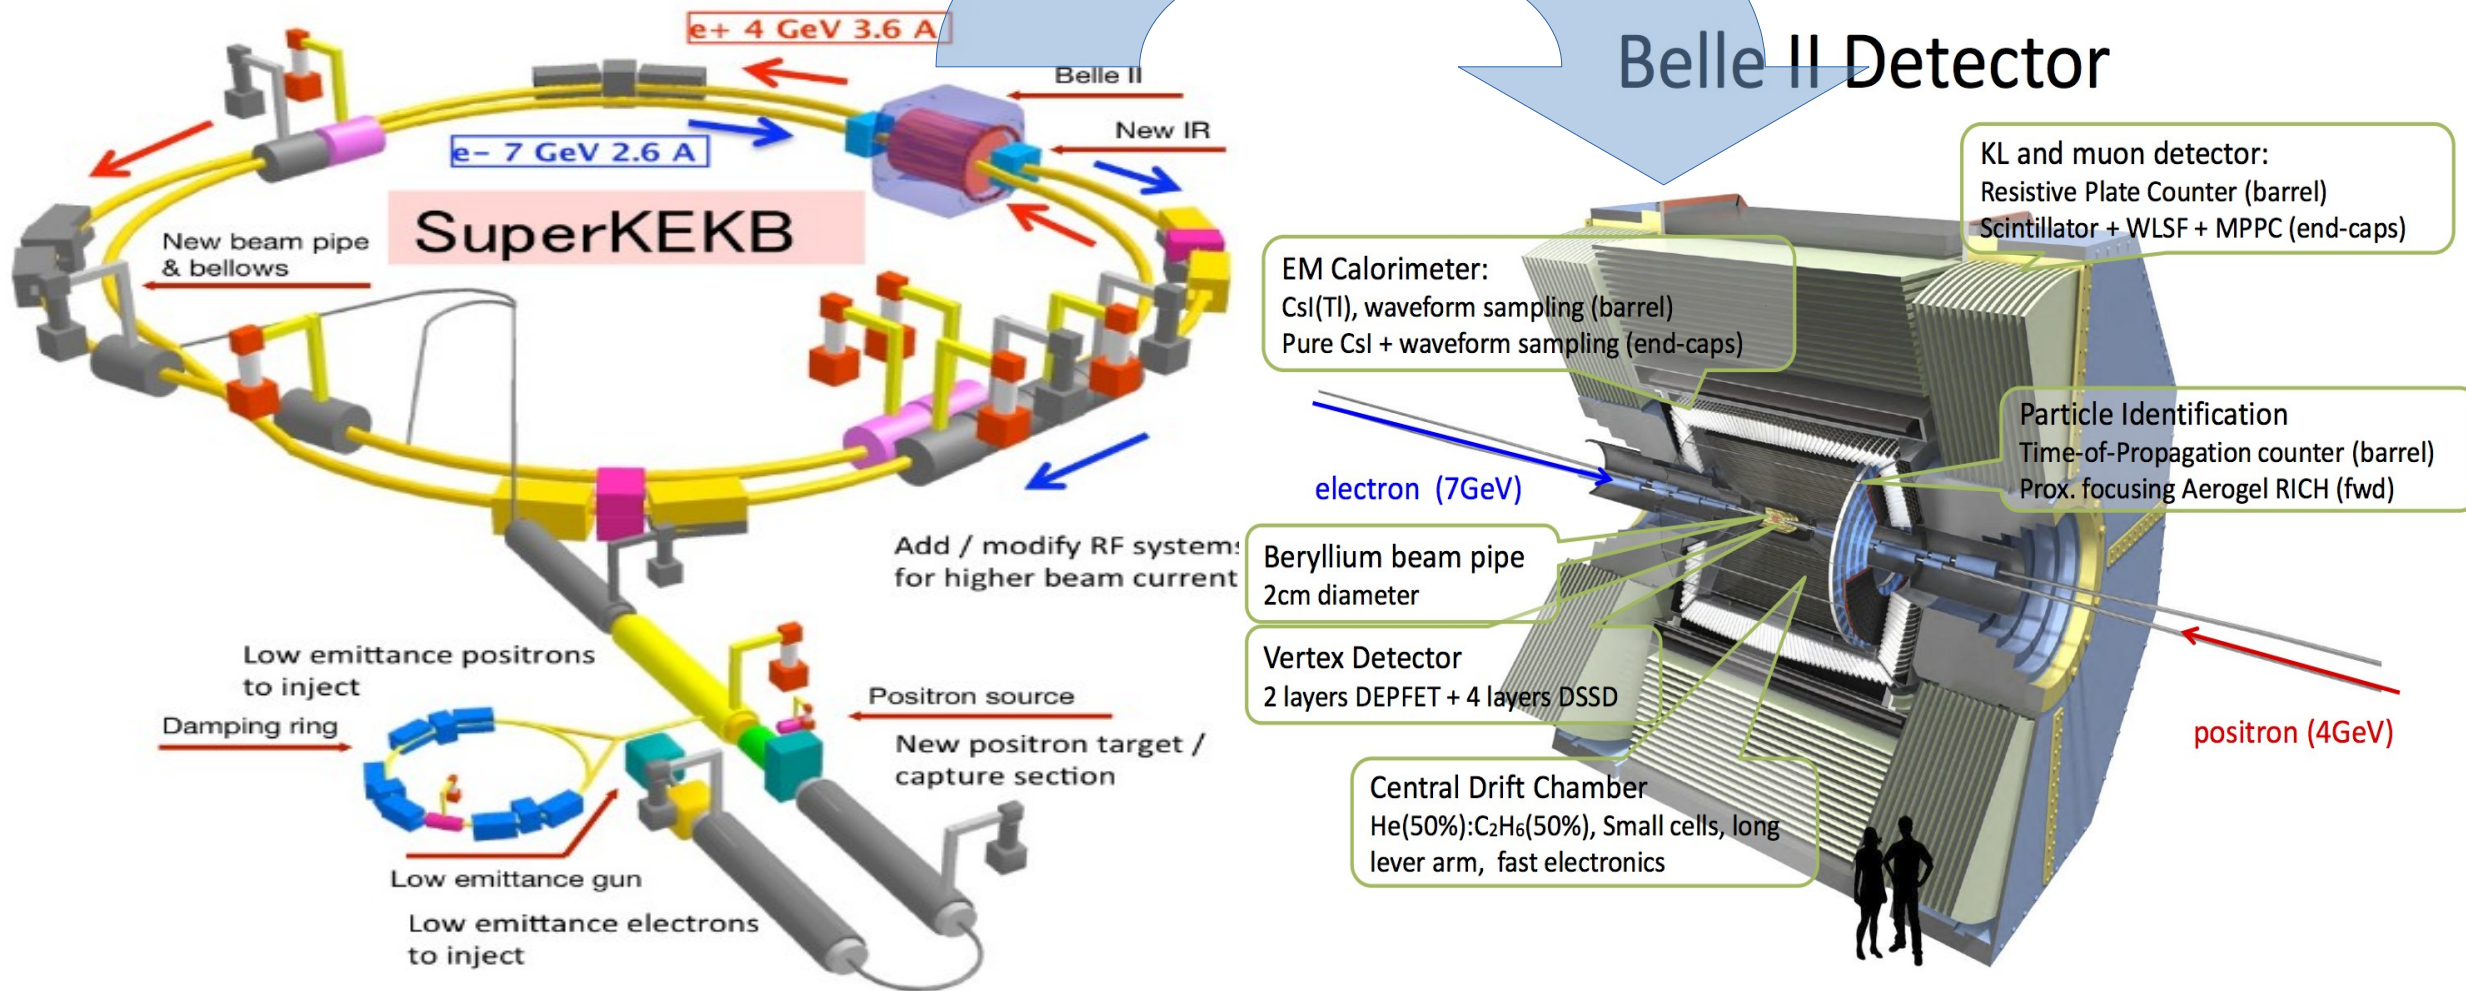 e+ 4 GeV 3.6 A
Belle II
New IR
e- 7 GeV 2.6 A
SuperKEKB
New beam pipe
& bellows
Add / modify RF systems
for higher beam current
Low emittance positrons
to inject
Damping ring
Positron source
New positron target /
capture section
Low emittance gun
Low emittance electrons
to inject
Belle II Detector
KL and muon detector:
Resistive Plate Counter (barrel)
Scintillator + WLSF + MPPC (end-caps)
EM Calorimeter:
CsI(Tl), waveform sampling (barrel)
Pure CsI + waveform sampling (end-caps)
Particle Identification
Time-of-Propagation counter (barrel)
Prox. focusing Aerogel RICH (fwd)
electron (7GeV)
Beryllium beam pipe
2cm diameter
Vertex Detector
2 layers DEPFET + 4 layers DSSD
positron (4GeV)
Central Drift Chamber
He(50%):C₂H₆(50%), Small cells, long
lever arm, fast electronics